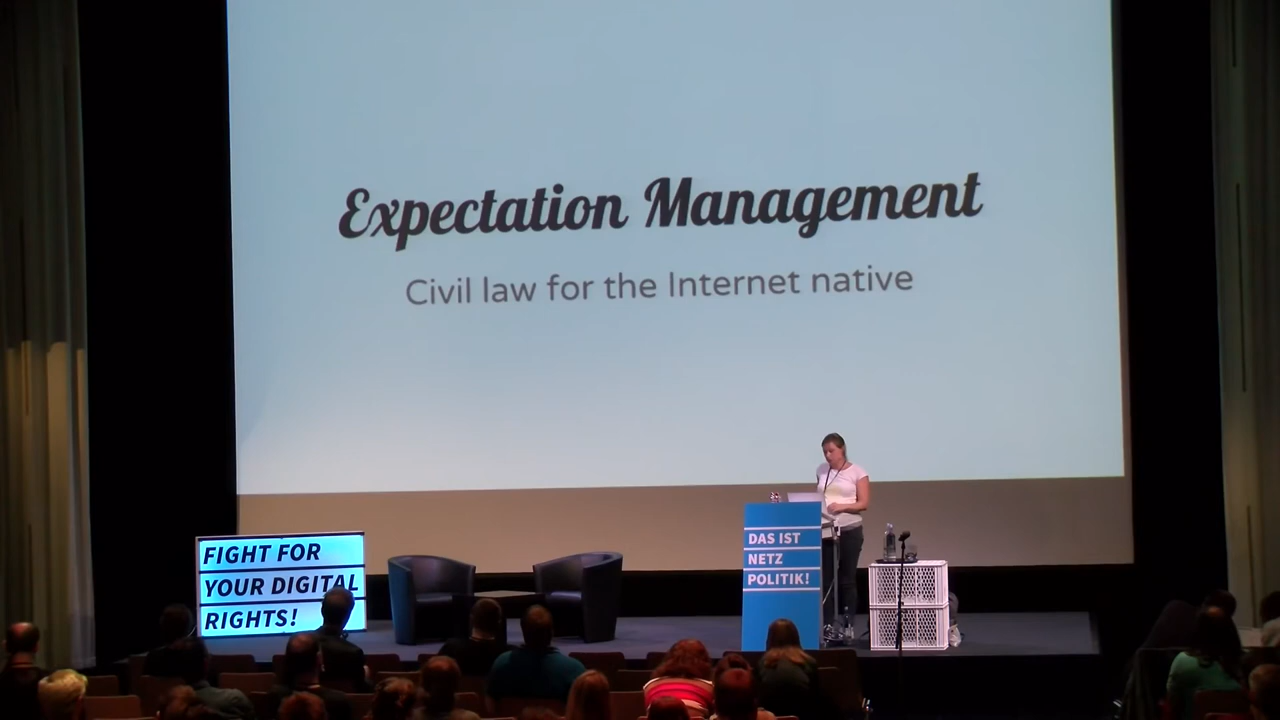 Expectation Management
Civil law for the Internet native
FIGHT FOR
YOUR DIGITAL
RIGHTS!
DAS IST
NETZ
POLITIK!